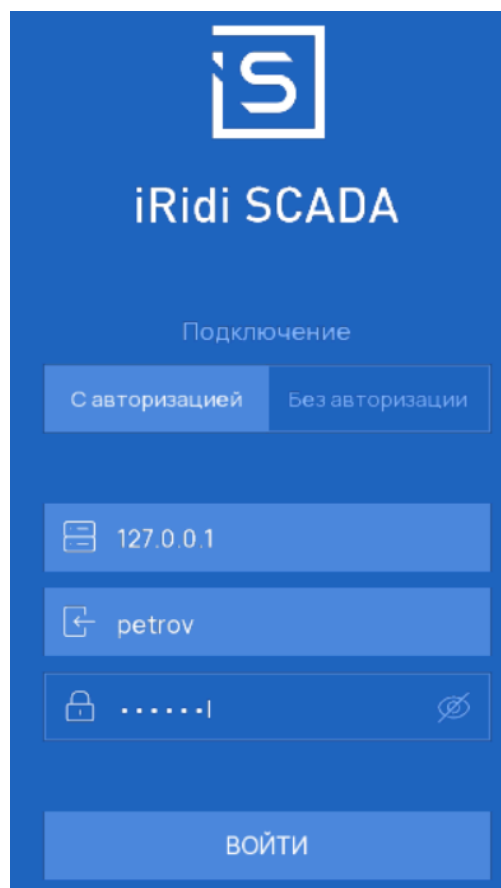 iS
iRidi SCADA
Подключение
С авторизацией Без авторизации
127.0.0.1
petrov
••••••|
ВОЙТИ